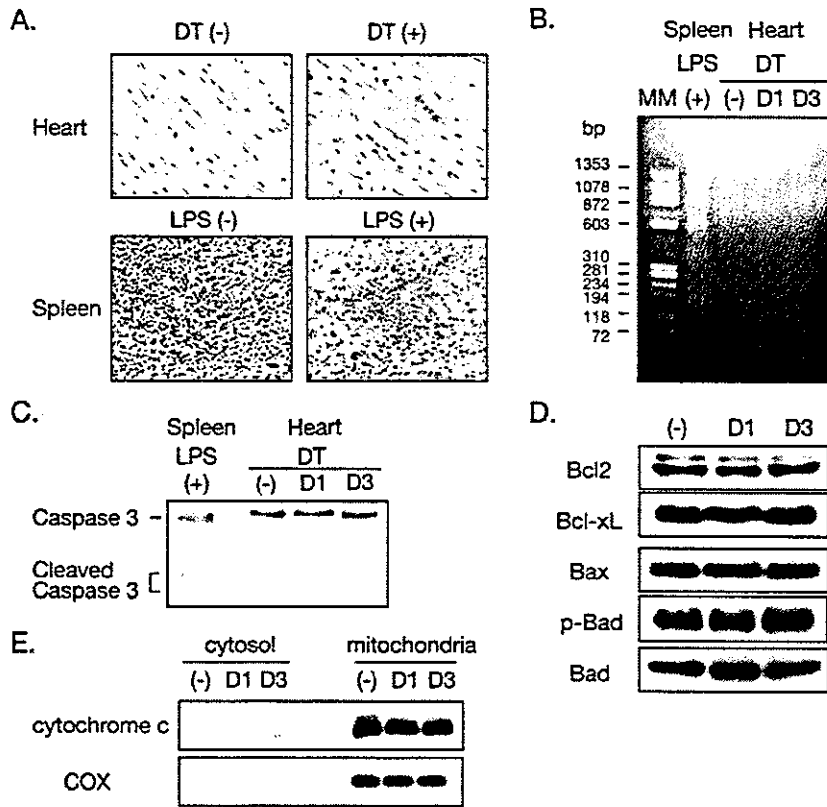 A.
DT (-) DT (+)
Heart
LPS (-) LPS (+)
Spleen
B.
Spleen Heart
LPS DT
MM (+) (-) D1 D3
bp
1353
1078
872
603
310
281
234
194
118
72
C.
Spleen Heart
LPS DT
(+) (-) D1 D3
Caspase 3
Cleaved
Caspase 3
D.
(-) D1 D3
Bcl2
Bcl-xL
Bax
p-Bad
Bad
E.
cytosol mitochondria
(-) D1 D3 (-) D1 D3
cytochrome c
COX